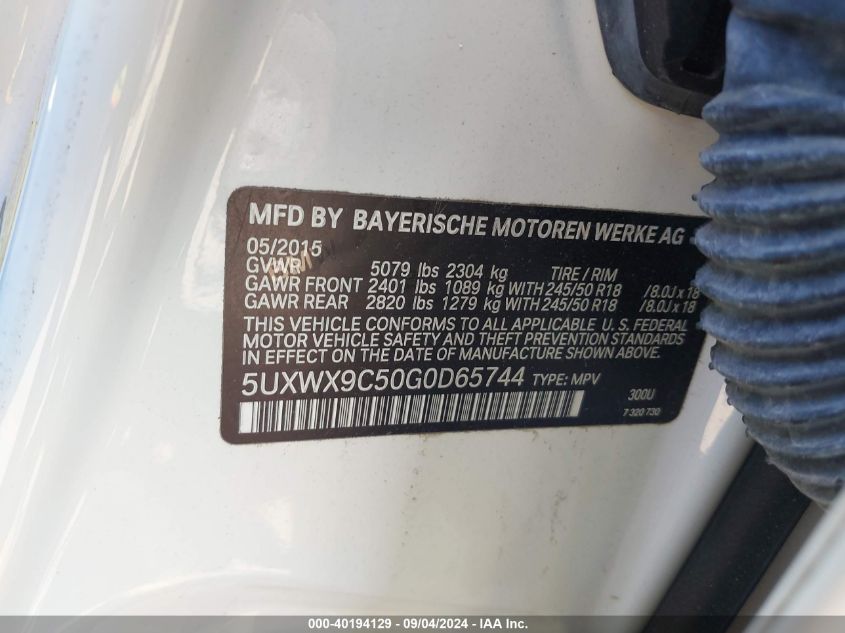 MFD BY BAYERISCHE MOTOREN WERKE AG
05/2015
GVWR 5079 lbs 2304 kg TIRE / RIM
GAWR FRONT 2401 lbs 1089 kg WITH 245/50 R18 /8.0J x 18
GAWR REAR 2820 lbs 1279 kg WITH 245/50 R18 /8.0J x 18
THIS VEHICLE CONFORMS TO ALL APPLICABLE U. S. FEDERAL
MOTOR VEHICLE SAFETY AND THEFT PREVENTION STANDARDS
IN EFFECT ON THE DATE OF MANUFACTURE SHOWN ABOVE.
5UXWX9C50G0D65744 TYPE: MPV
300U
7 320 730
000-40194129 - 09/04/2024 - IAA Inc.